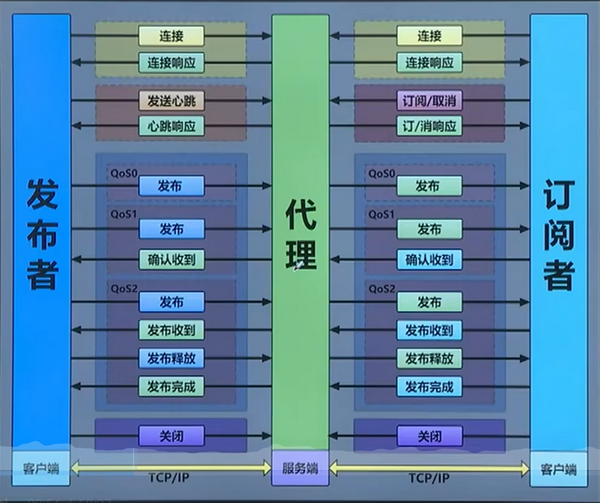 发布者
代理
订阅者
连接
连接响应
发送心跳
心跳响应
QoS0
发布
QoS1
发布
确认收到
QoS2
发布
发布收到
发布释放
发布完成
关闭
连接
连接响应
订阅/取消
订/消响应
QoS0
发布
QoS1
发布
确认收到
QoS2
发布
发布收到
发布释放
发布完成
关闭
客户端
TCP/IP
服务端
TCP/IP
客户端